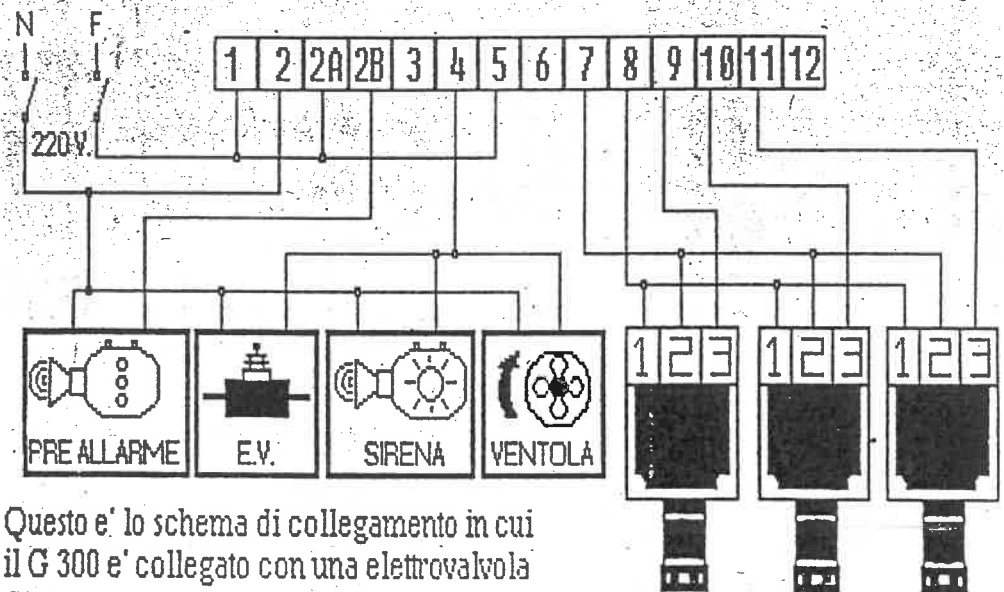 N F.
1 2 2A 2B 3 4 5 6 7 8 9 10 11 12
220V.
1 2 3 1 2 3 1 2 3
PRE ALLARME E.V. SIRENA VENTOLA
Questo e' lo schema di collegamento in cui
il G 300 e' collegato con una elettrovalvola